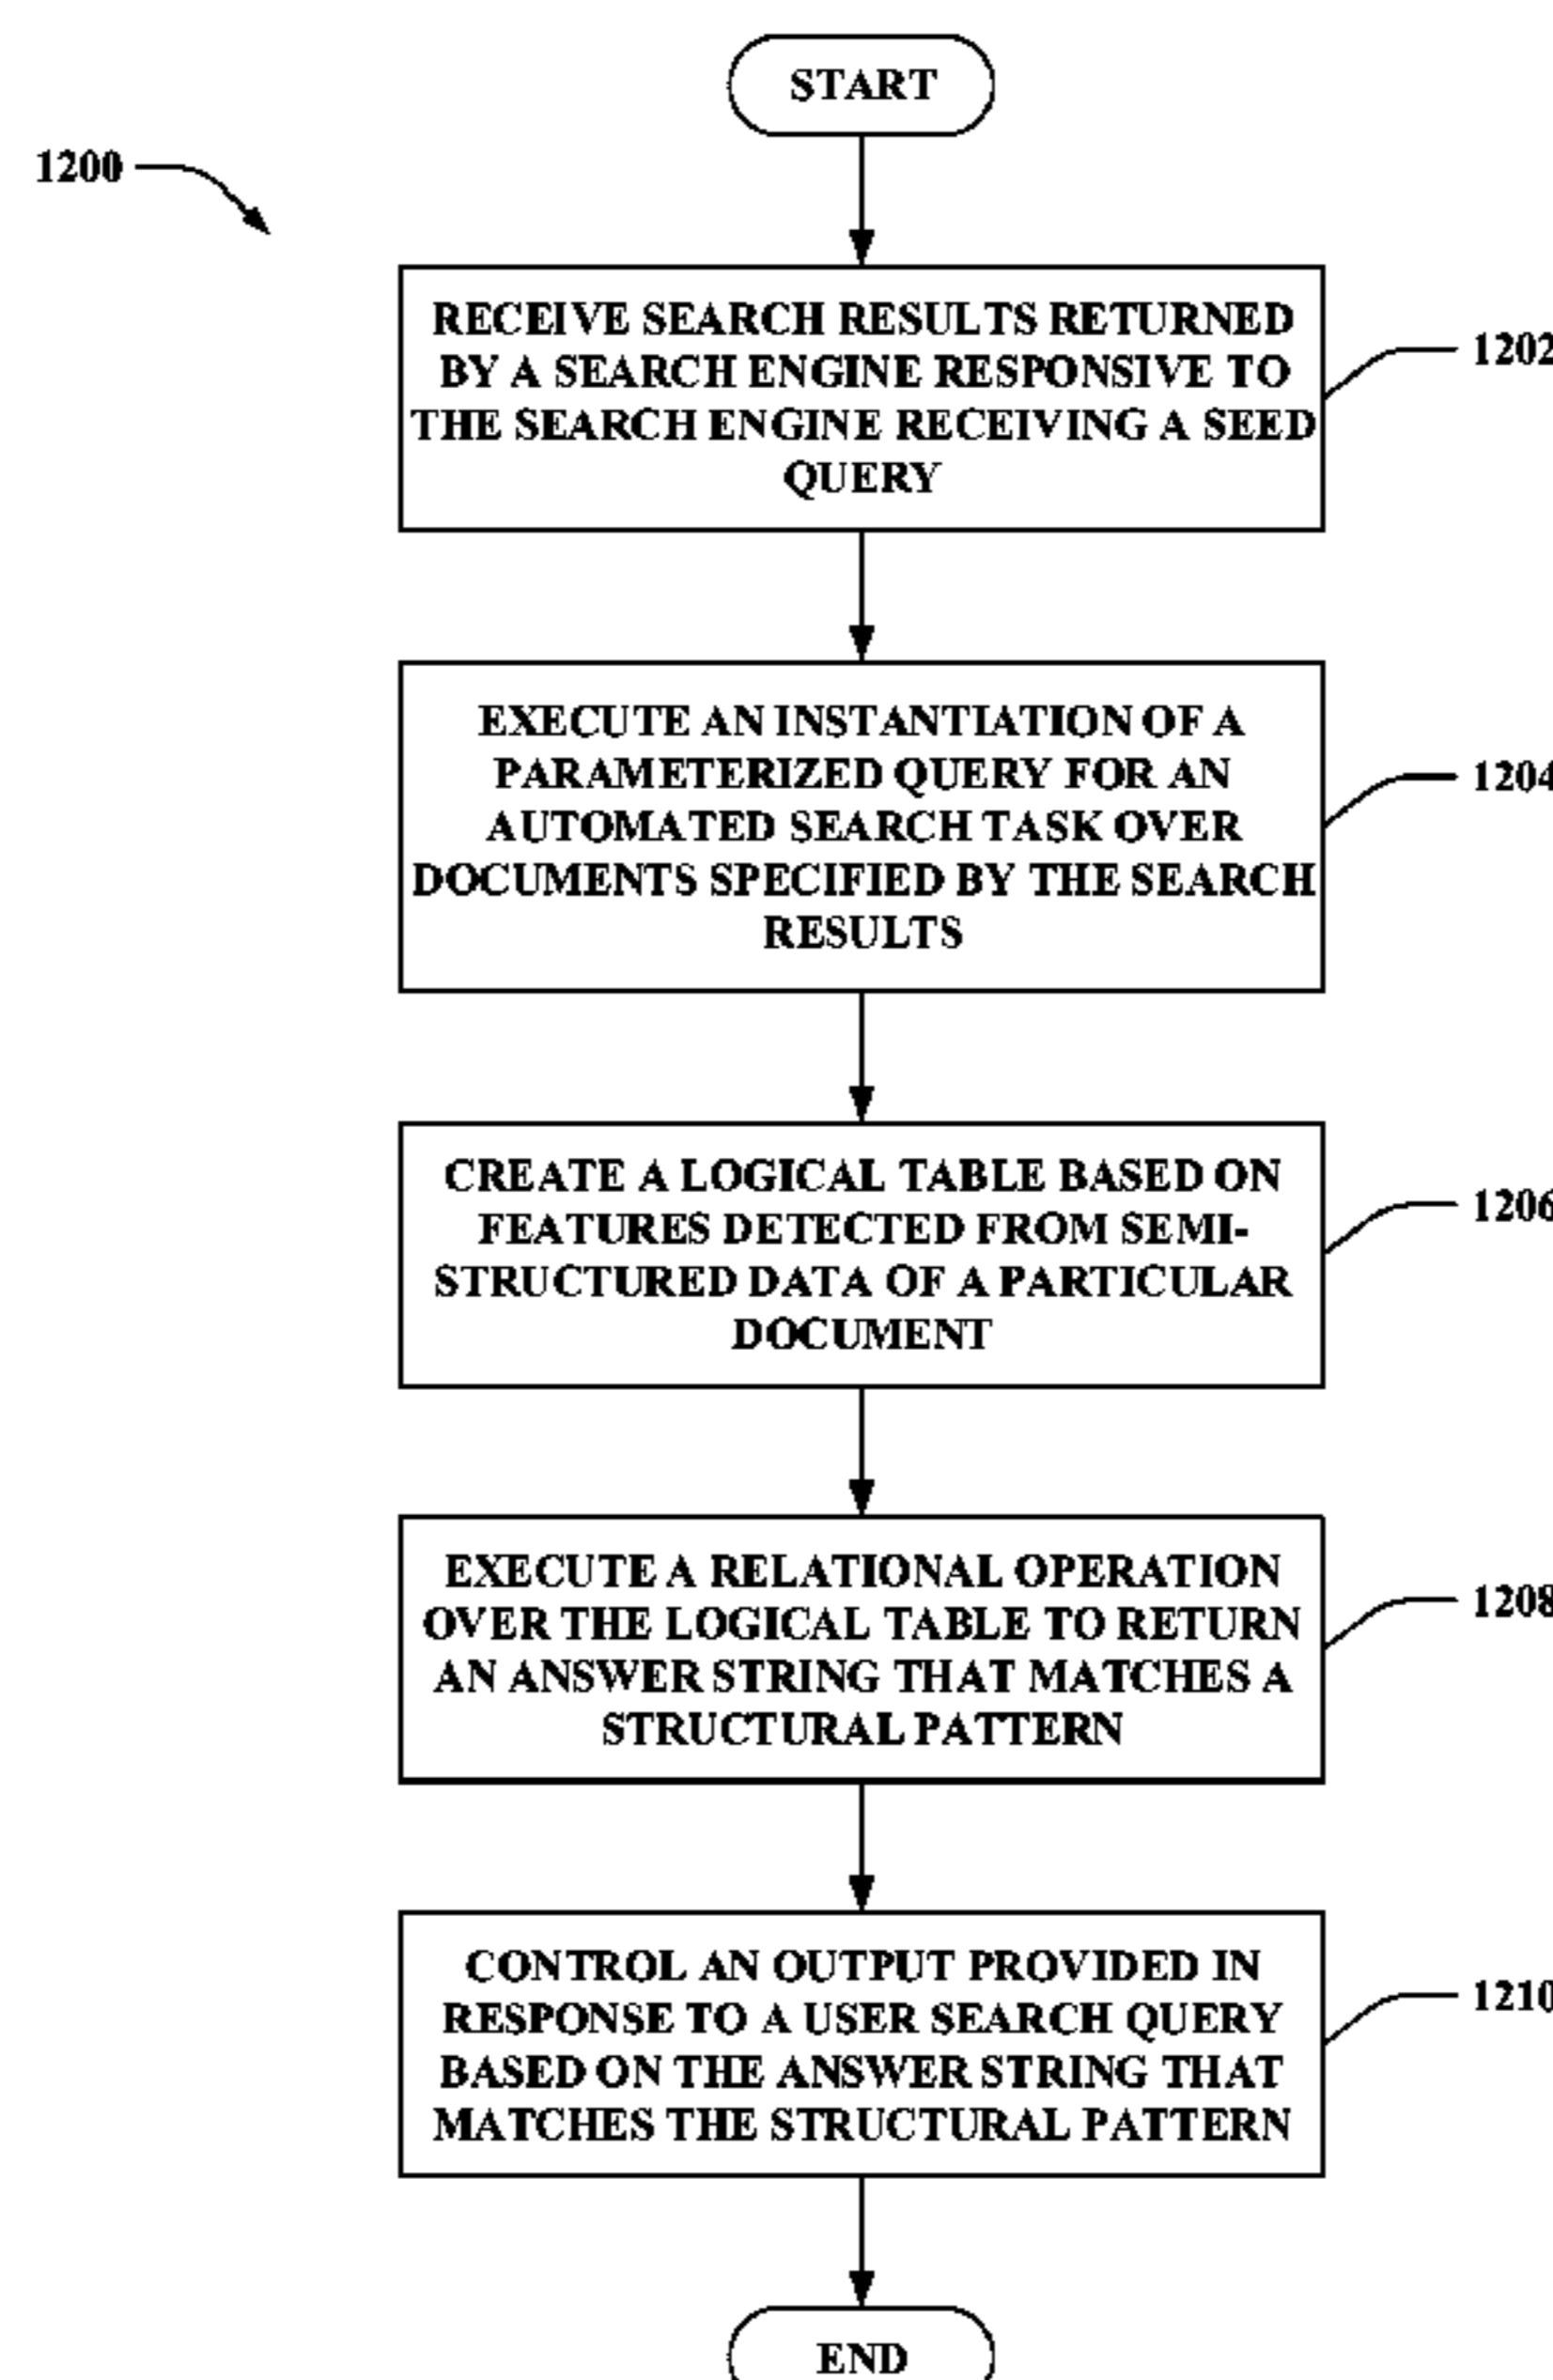 START
1200
RECEIVE SEARCH RESULTS RETURNED
BY A SEARCH ENGINE RESPONSIVE TO
THE SEARCH ENGINE RECEIVING A SEED
QUERY
1202
EXECUTE AN INSTANTIATION OF A
PARAMETERIZED QUERY FOR AN
AUTOMATED SEARCH TASK OVER
DOCUMENTS SPECIFIED BY THE SEARCH
RESULTS
1204
CREATE A LOGICAL TABLE BASED ON
FEATURES DETECTED FROM SEMI-
STRUCTURED DATA OF A PARTICULAR
DOCUMENT
1206
EXECUTE A RELATIONAL OPERATION
OVER THE LOGICAL TABLE TO RETURN
AN ANSWER STRING THAT MATCHES A
STRUCTURAL PATTERN
1208
CONTROL AN OUTPUT PROVIDED IN
RESPONSE TO A USER SEARCH QUERY
BASED ON THE ANSWER STRING THAT
MATCHES THE STRUCTURAL PATTERN
1210
END